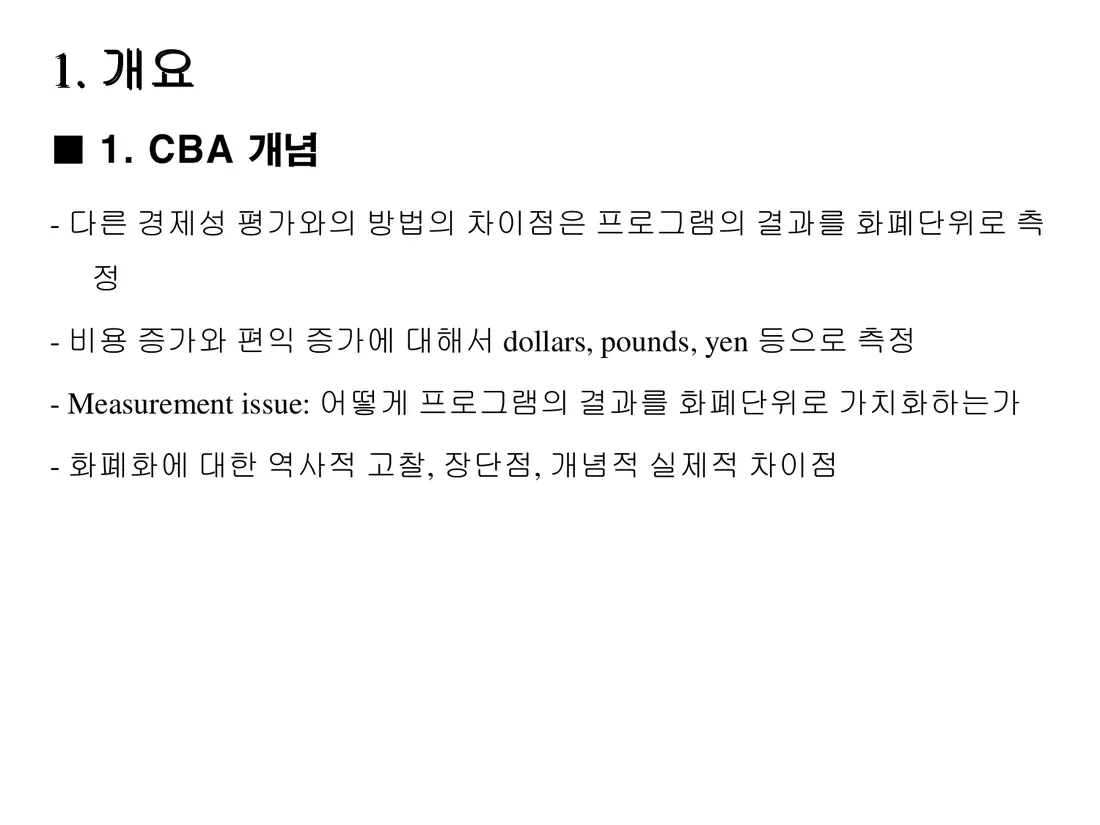 1. 개요
■ 1. CBA 개념
- 다른 경제성 평가와의 방법의 차이점은 프로그램의 결과를 화폐단위로 측
정
- 비용 증가와 편익 증가에 대해서 dollars, pounds, yen 등으로 측정
- Measurement issue: 어떻게 프로그램의 결과를 화폐단위로 가치화하는가
- 화폐화에 대한 역사적 고찰, 장단점, 개념적 실제적 차이점